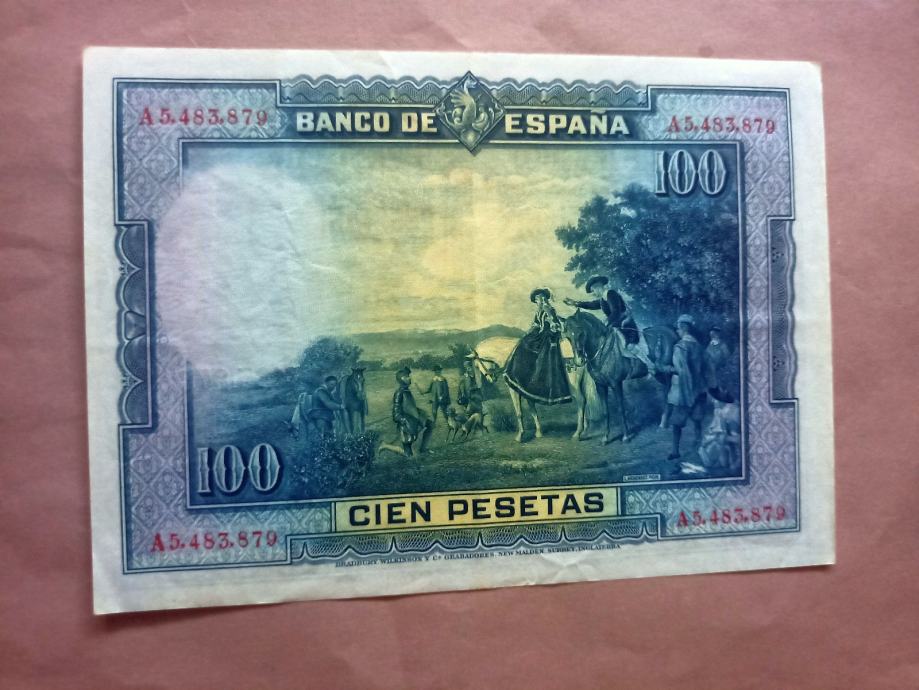 A5,483,879
BANCO DE ESPAÑA
A5,483,879
100
100
CIEN PESETAS
A5,483,879
A5,483,879
BRADBURY WILKINSON Y Cª GRABADORES, NEW MALDEN, SURREY, INGLATERRA